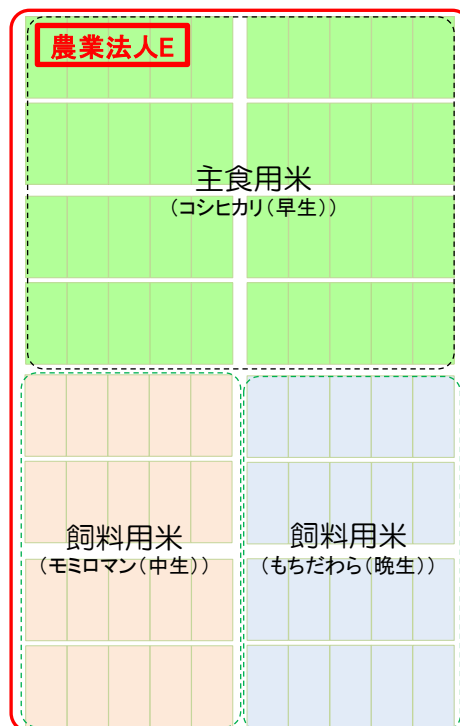 農業法人E
主食用米
（コシヒカリ（早生））
飼料用米
（モミロマン（中生））
飼料用米
（もちだわら（晩生））